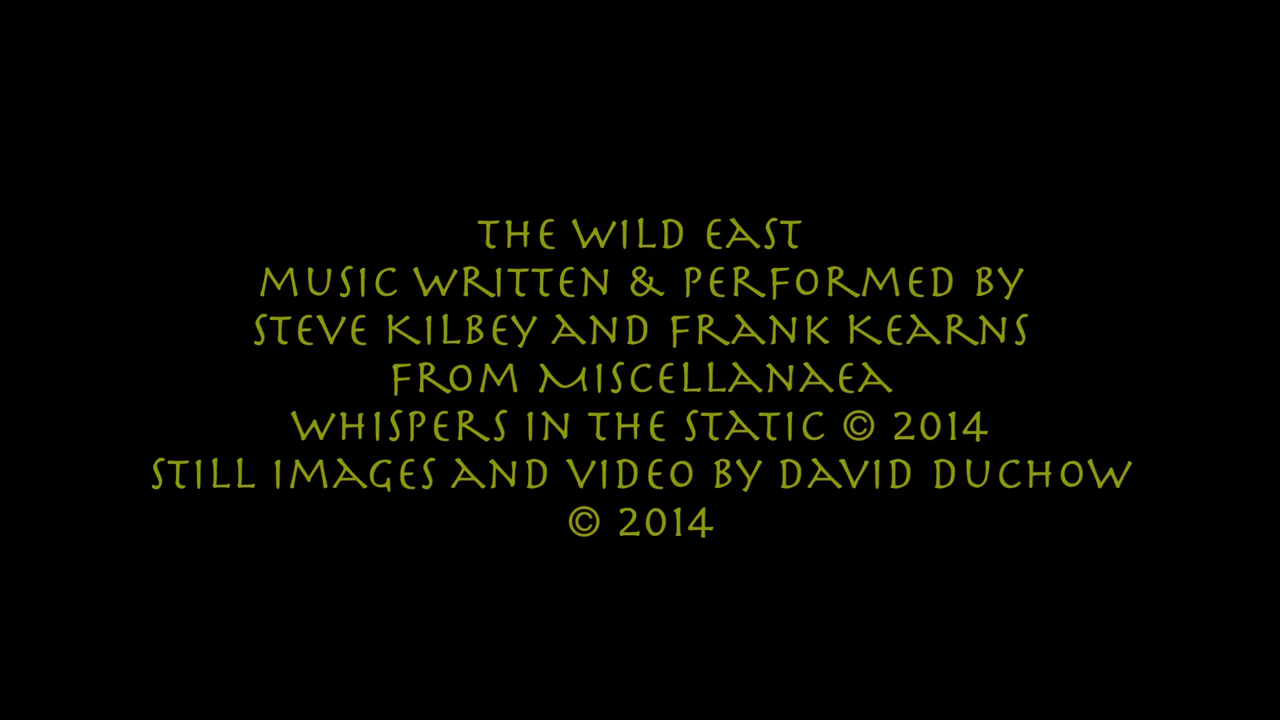 THE WILD EAST
MUSIC WRITTEN & PERFORMED BY
STEVE KILBEY AND FRANK KEARNS
FROM MISCELLANAEA
WHISPERS IN THE STATIC © 2014
STILL IMAGES AND VIDEO BY DAVID DUCHOW
© 2014